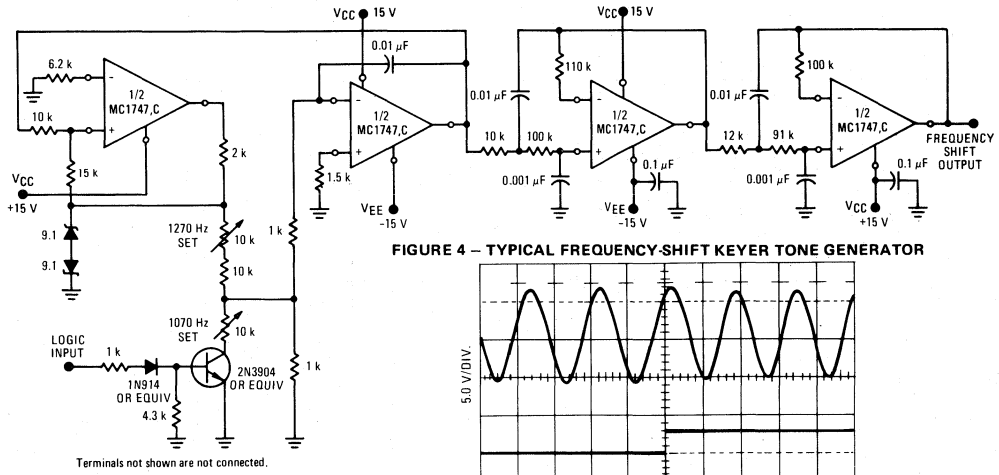 VCC 15 V
0.01 µF
6.2 k
-
1/2
MC1747,C
+
10 k
15 k
2 k
VCC
+15 V
9.1
9.1
1270 Hz
SET
10 k
10 k
1070 Hz
SET
10 k
1 k
1 k
LOGIC
INPUT
1 k
1N914
OR EQUIV
4.3 k
2N3904
OR EQUIV
Terminals not shown are not connected.
-
1/2
MC1747,C
+
1.5 k
VEE
-15 V
VCC 15 V
0.01 µF
110 k
-
1/2
MC1747,C
+
10 k
100 k
0.001 µF
0.1 µF
VEE
-15 V
0.01 µF
100 k
-
1/2
MC1747,C
+
12 k
91 k
0.001 µF
0.1 µF
VCC
+15 V
FREQUENCY
SHIFT
OUTPUT
FIGURE 4 – TYPICAL FREQUENCY-SHIFT KEYER TONE GENERATOR
5.0 V/DIV.